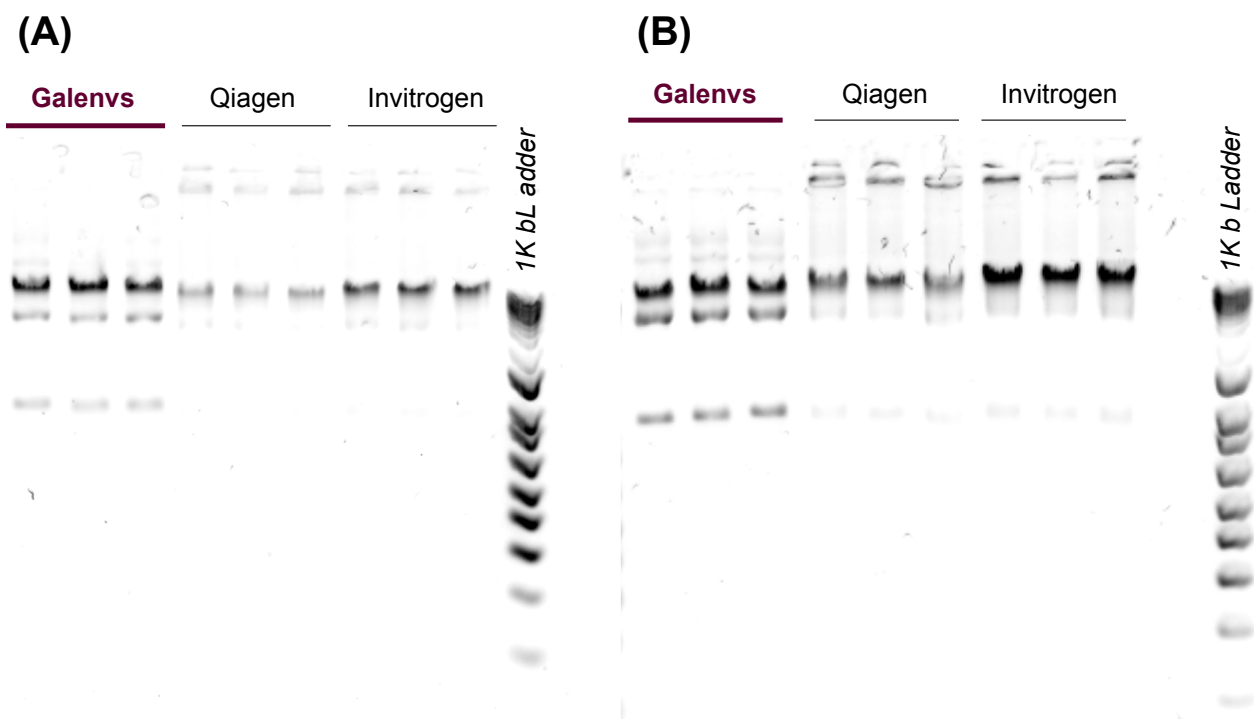 (A)
Galenvs Qiagen Invitrogen
1K bL adder
(B)
Galenvs Qiagen Invitrogen
1K b Ladder